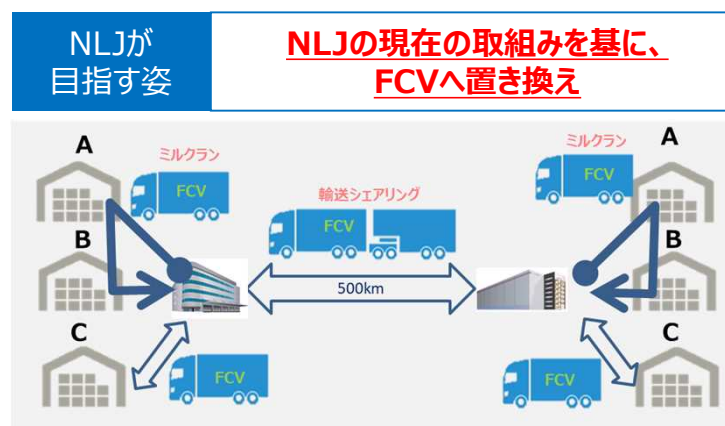 NLJが
目指す姿
NLJの現在の取組みを基に、
FCVへ置き換え
A
ミルクラン
FCV
B
C
FCV
輸送シェアリング
FCV
500km
ミルクラン
A
FCV
B
C
FCV